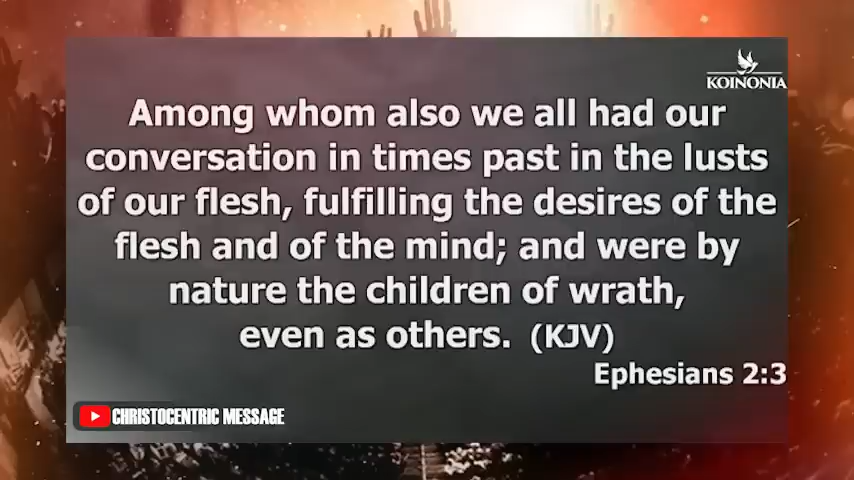 KOINONIA
Among whom also we all had our
conversation in times past in the lusts
of our flesh, fulfilling the desires of the
flesh and of the mind; and were by
nature the children of wrath,
even as others. (KJV)
Ephesians 2:3
CHRISTOCENTRIC MESSAGE